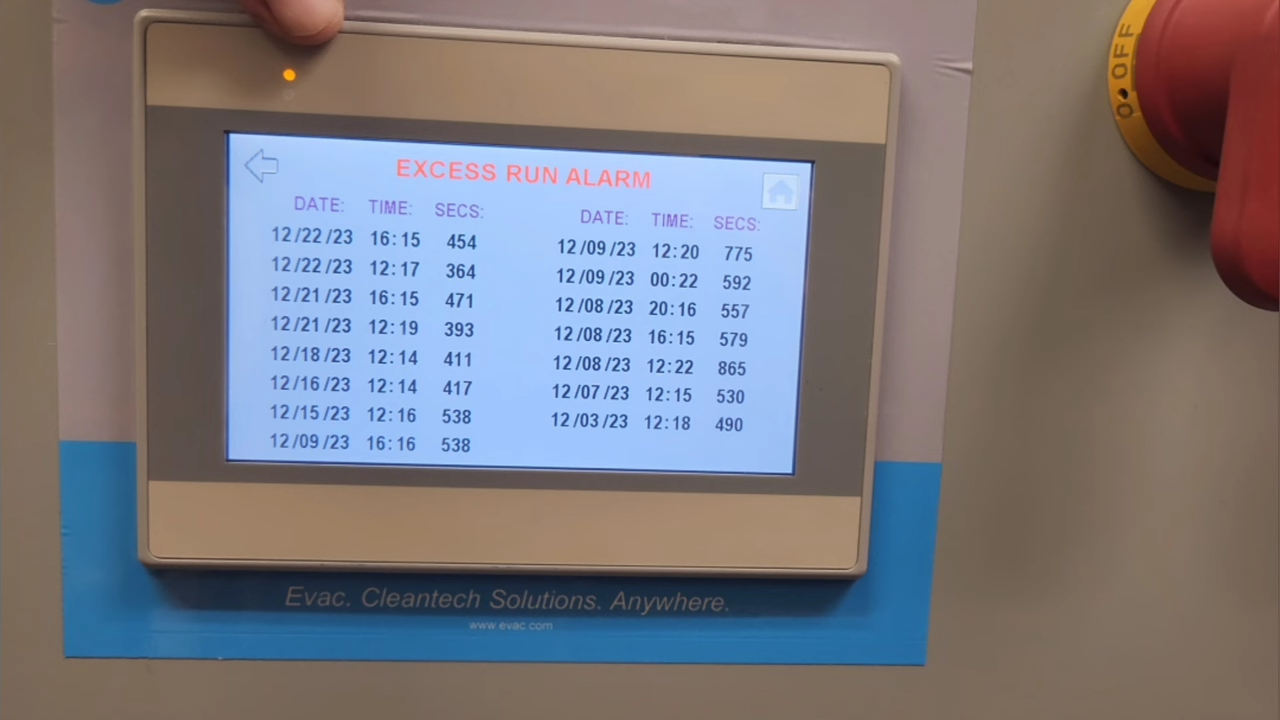 EXCESS RUN ALARM
DATE: TIME: SECS:
12/22/23 16:15 454
12/22/23 12:17 364
12/21/23 16:15 471
12/21/23 12:19 393
12/18/23 12:14 411
12/16/23 12:14 417
12/15/23 12:16 538
12/09/23 16:16 538
DATE: TIME: SECS:
12/09/23 12:20 775
12/09/23 00:22 592
12/08/23 20:16 557
12/08/23 16:15 579
12/08/23 12:22 865
12/07/23 12:15 530
12/03/23 12:18 490
Evac. Cleantech Solutions. Anywhere.
www.evac.com
O OFF